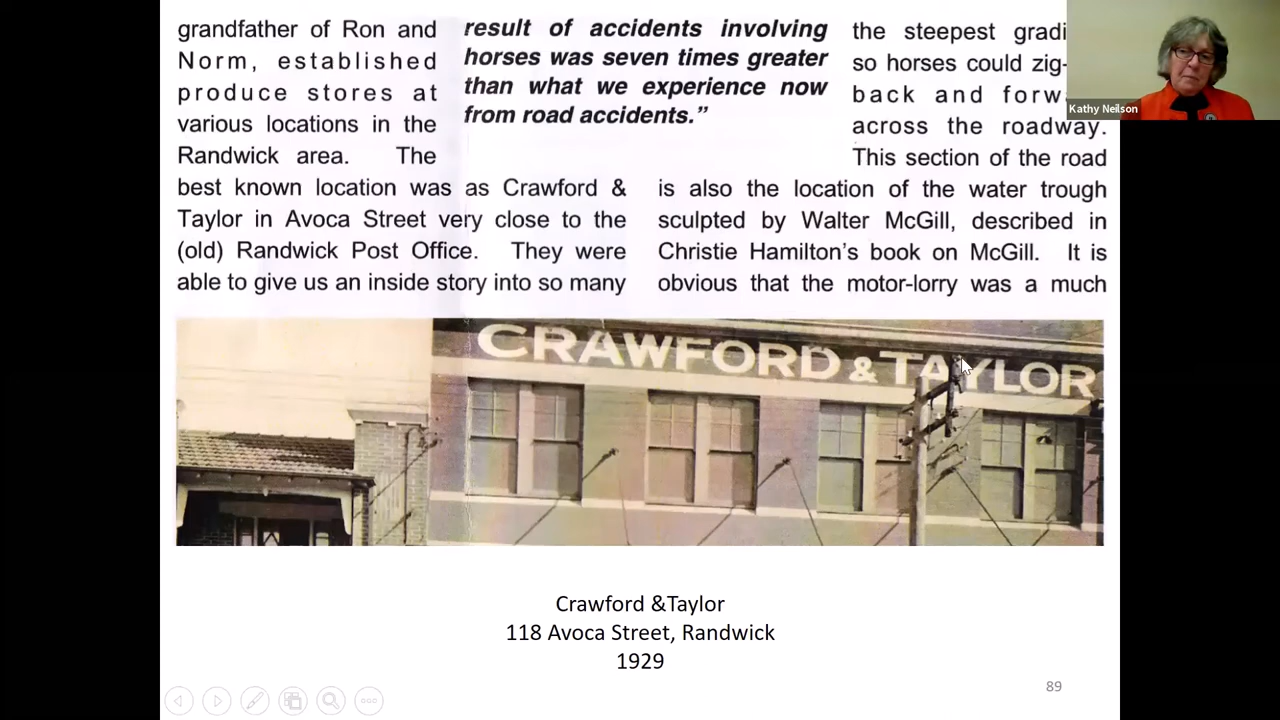 grandfather of Ron and
Norm, established
produce stores at
various locations in the
Randwick area. The
best known location was as Crawford &
Taylor in Avoca Street very close to the
(old) Randwick Post Office. They were
able to give us an inside story into so many
result of accidents involving
horses was seven times greater
than what we experience now
from road accidents.”
the steepest gradi
so horses could zig-
back and forw
across the roadway.
This section of the road
is also the location of the water trough
sculpted by Walter McGill, described in
Christie Hamilton’s book on McGill. It is
obvious that the motor-lorry was a much
Kathy Neilson
CRAWFORD & TAYLOR
Crawford &Taylor
118 Avoca Street, Randwick
1929
89